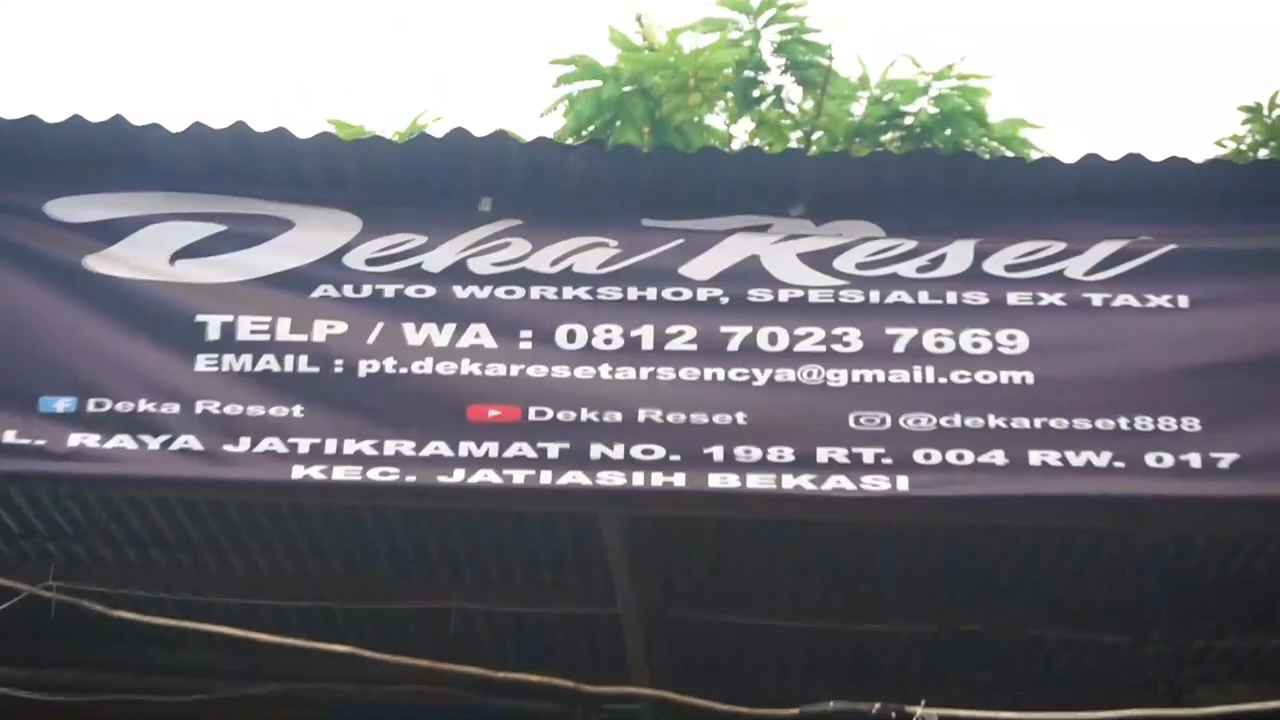 Deka Reset
AUTO WORKSHOP, SPESIALIS EX TAXI
TELP / WA : 0812 7023 7669
EMAIL : pt.dekaresetarsencya@gmail.com
Deka Reset Deka Reset @dekareset888
L. RAYA JATIKRAMAT NO. 198 RT. 004 RW. 017
KEC. JATIASIH BEKASI